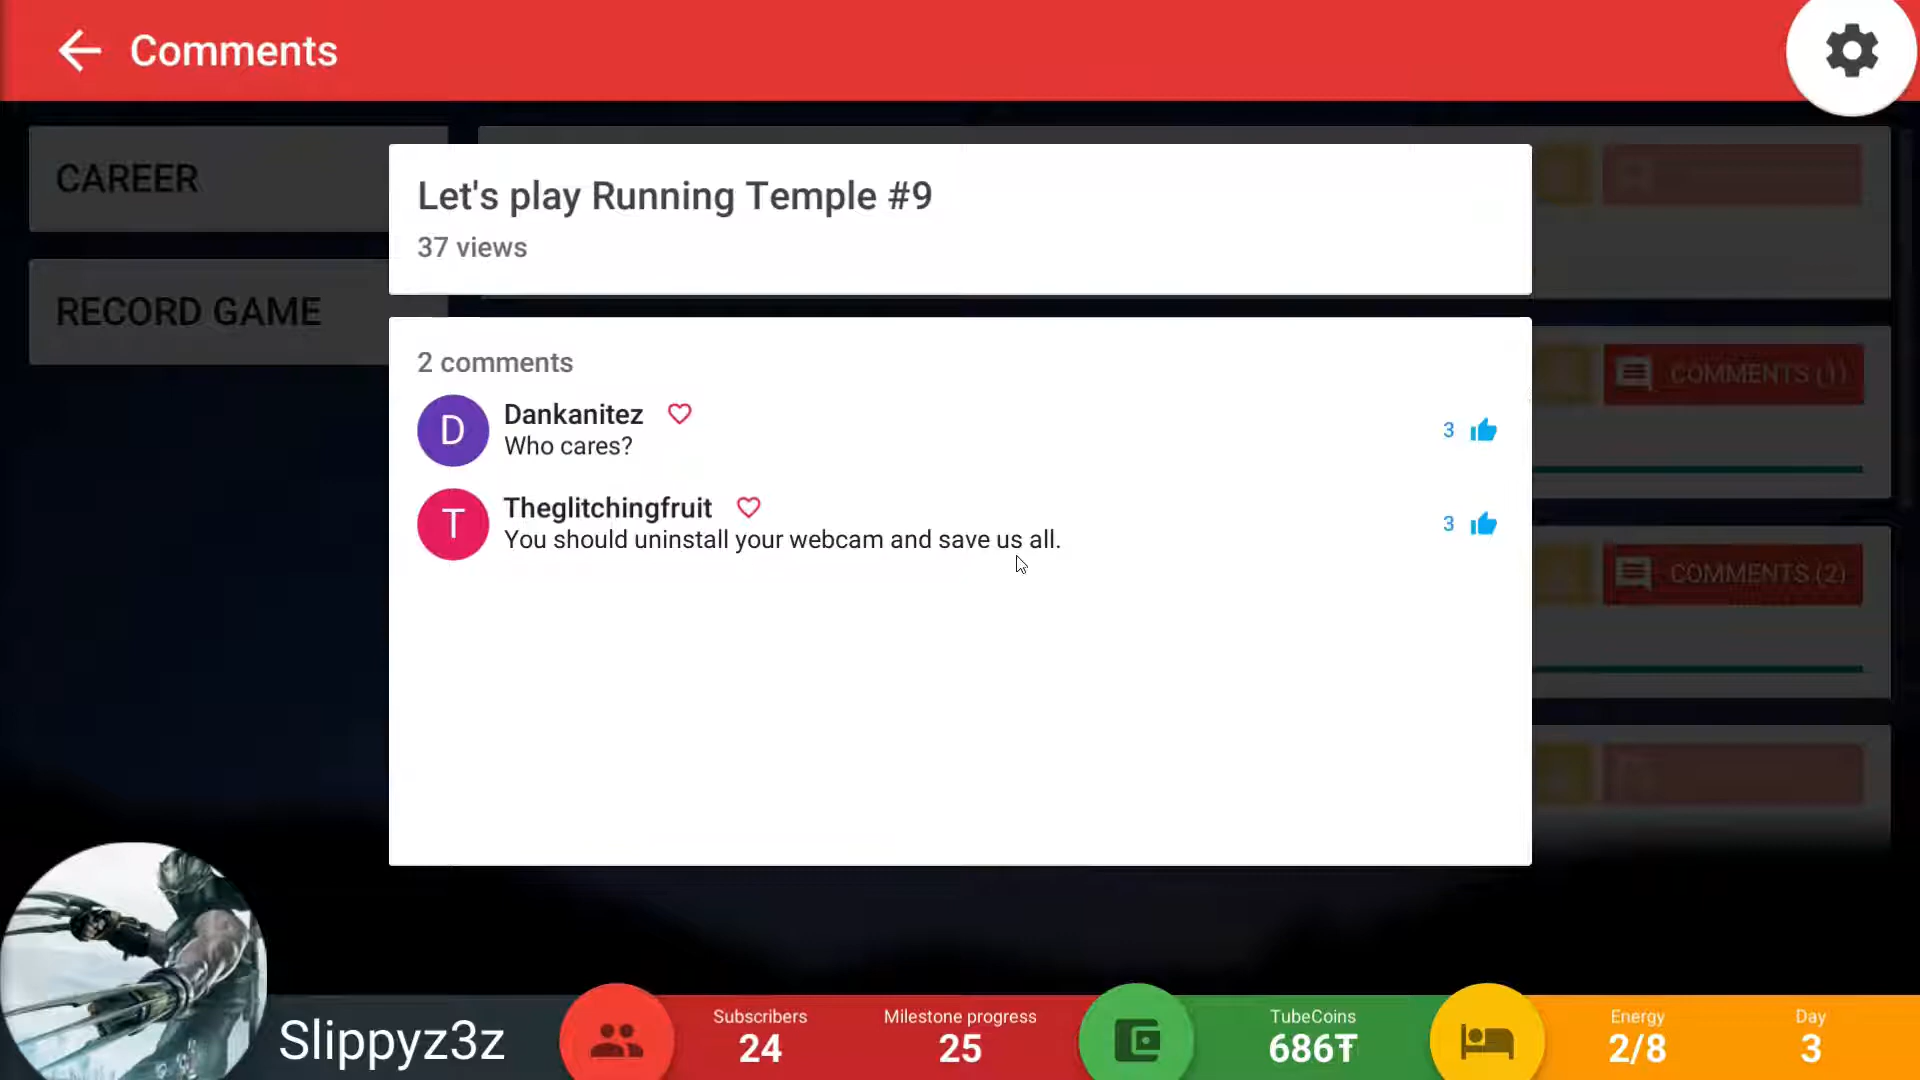 Comments
CAREER
RECORD GAME
Let's play Running Temple #9
37 views
2 comments
D
Dankanitez
Who cares?
3
T
Theglitchingfruit
You should uninstall your webcam and save us all.
3
COMMENTS (1)
COMMENTS (2)
Slippyz3z
Subscribers
24
Milestone progress
25
TubeCoins
686Ŧ
Energy
2/8
Day
3